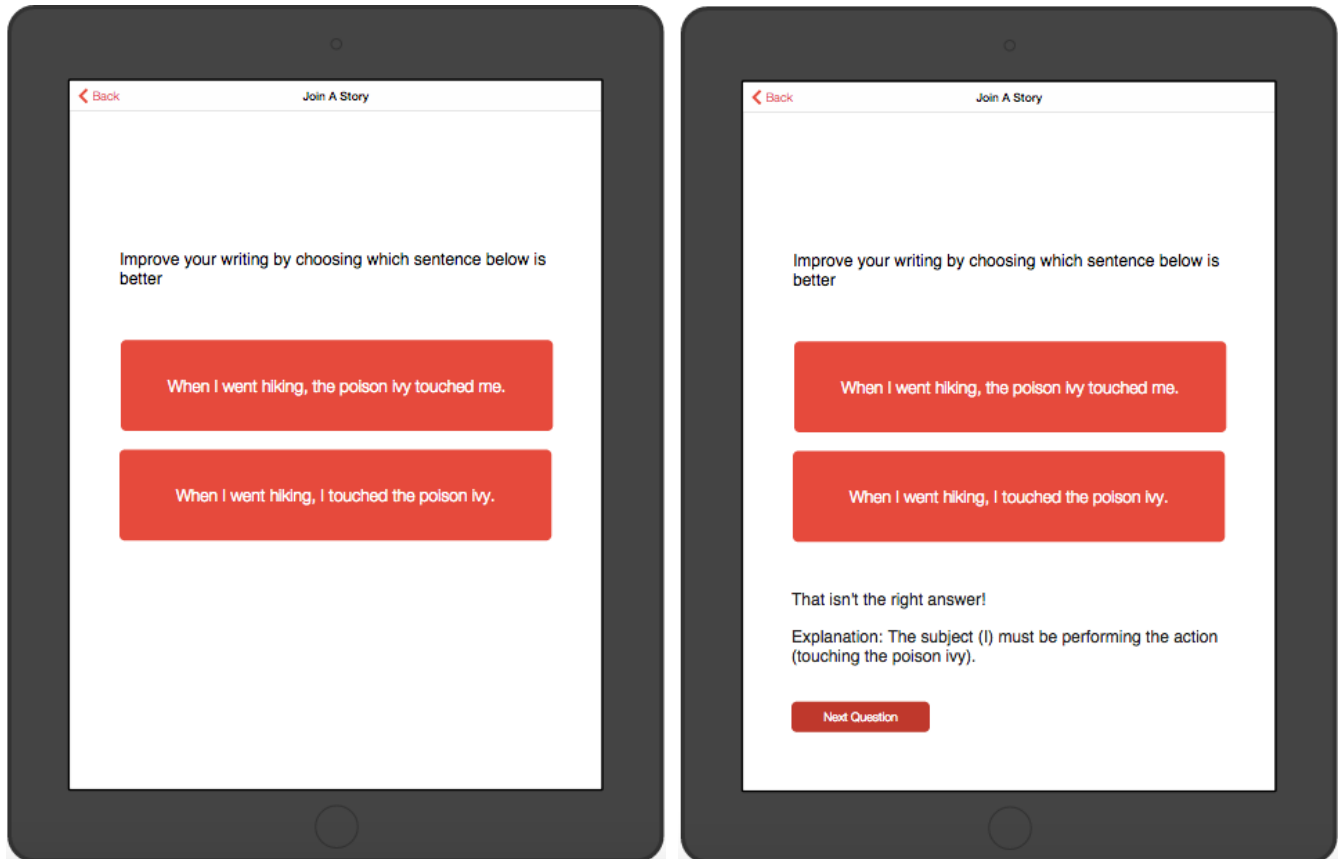 Back
Join A Story
Improve your writing by choosing which sentence below is
better
When I went hiking, the poison ivy touched me.
When I went hiking, I touched the poison ivy.
Back
Join A Story
Improve your writing by choosing which sentence below is
better
When I went hiking, the poison ivy touched me.
When I went hiking, I touched the poison ivy.
That isn't the right answer!
Explanation: The subject (I) must be performing the action
(touching the poison ivy).
Next Question